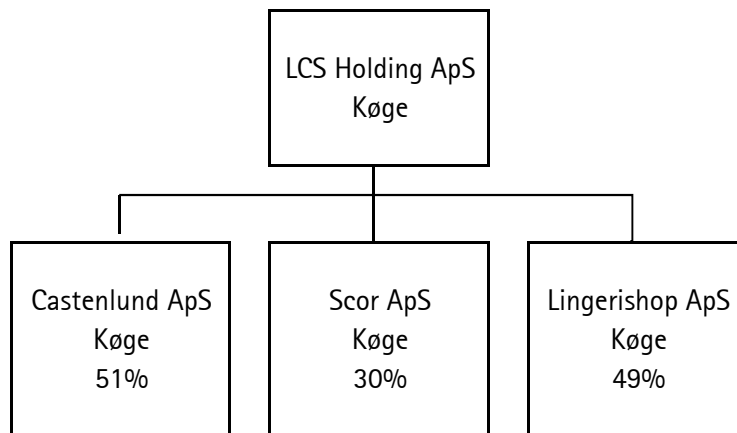 LCS Holding ApS
Køge
Castenlund ApS
Køge
51%
Scor ApS
Køge
30%
Lingerishop ApS
Køge
49%